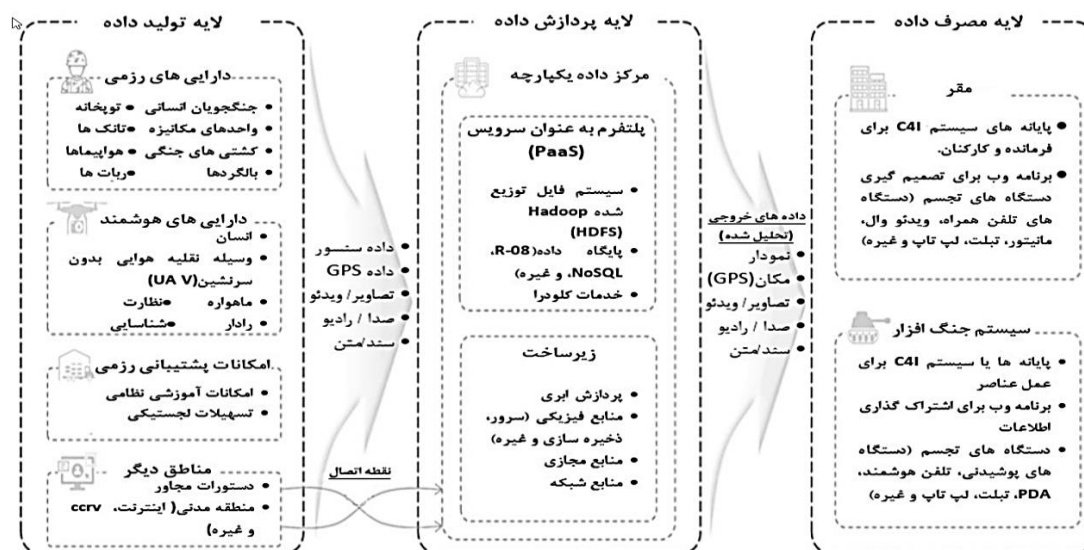 لایه تولید داده
دارایی های رزمی
• جنگجویان انسانی • توپخانه
• واحدهای مکانیزه • تانک ها
• کشتی های جنگی • هواپیماها
• بالگردها • ربات ها
دارایی های هوشمند
• انسان
• وسیله نقلیه هوایی بدون
سرنشین(UA V)
• ماهواره • نظارت
• رادار • شناسایی
امکانات پشتیبانی رزمی
• امکانات آموزشی نظامی
• تسهیلات لجستیکی
مناطق دیگر
• دستورات مجاور
• منطقه مدنی( اینترنت، ccrv
و غیره)
• داده سنسور
• داده GPS
• تصاویر/ ویدئو
• صدا / رادیو
• سند/متن
نقطه اتصال
لایه پردازش داده
مرکز داده یکپارچه
پلتفرم به عنوان سرویس
(PaaS)
• سیستم فایل توزیع
شده Hadoop
(HDFS)
• پایگاه داده(R-08،
NoSQL، و غیره)
• خدمات کلودرا
زیرساخت
• پردازش ابری
• منابع فیزیکی (سرور،
ذخیره سازی و غیره)
• منابع مجازی
• منابع شبکه
داده های خروجی
(تحلیل شده)
• نمودار
• مکان(GPS)
• تصاویر/ ویدئو
• صدا / رادیو
• سند/متن
لایه مصرف داده
مقر
• پایانه های سیستم C4I برای
فرمانده و کارکنان.
• برنامه وب برای تصمیم گیری
دستگاه های تجسم (دستگاه
های تلفن همراه، ویدئو وال،
مانیتور، تبلت، لپ تاپ و غیره)
سیستم جنگ افزار
• پایانه ها یا سیستم C4I برای
عمل عناصر
• برنامه وب برای اشتراک گذاری
اطلاعات
• دستگاه های تجسم (دستگاه
های پوشیدنی، تلفن هوشمند،
PDA، تبلت، لپ تاپ و غیره)